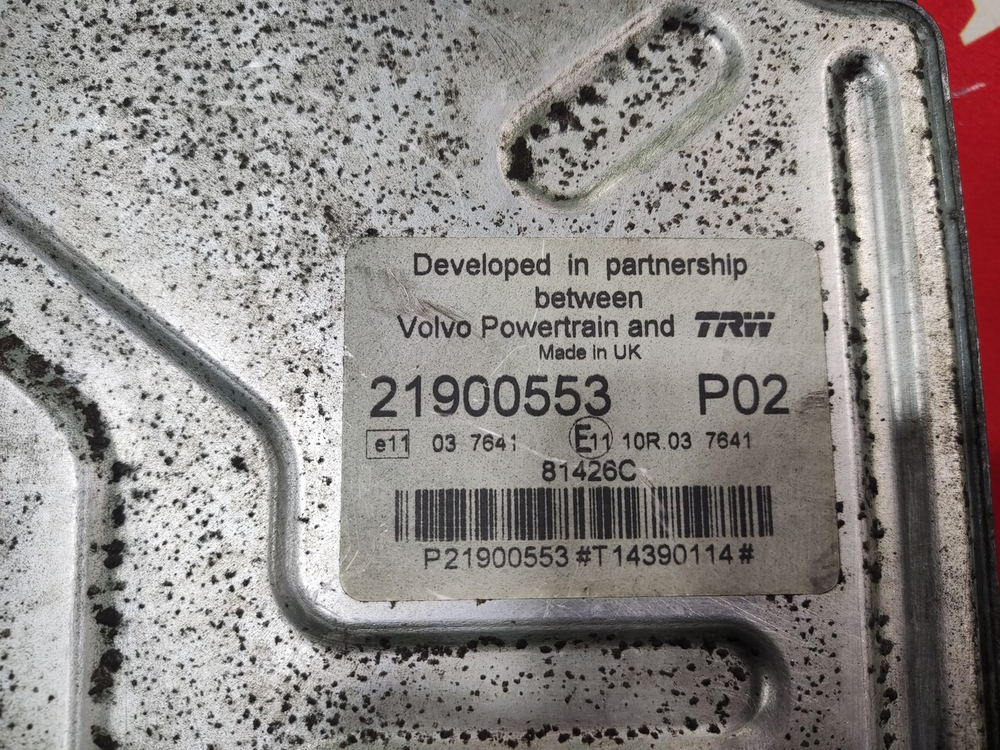 Developed in partnership
between
Volvo Powertrain and TRW
Made in UK
21900553 P02
e11 03 7641 E11 10R.03 7641
81426C
P21900553#T14390114#